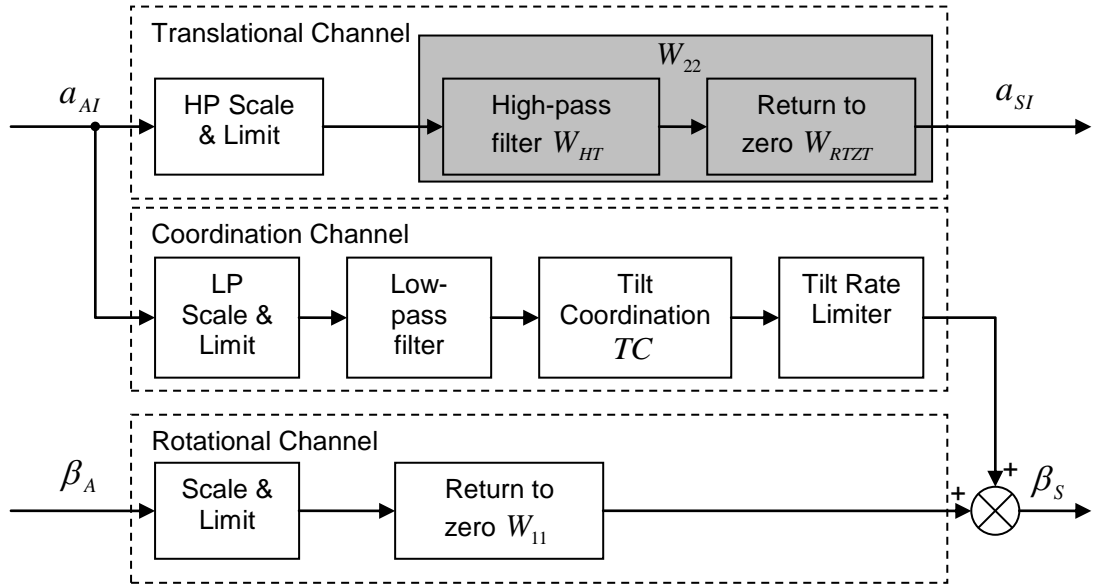 Translational Channel
W₂₂
a_AI
HP Scale
& Limit
High-pass
filter W_HT
Return to
zero W_RTZT
a_SI
Coordination Channel
LP
Scale &
Limit
Low-
pass
filter
Tilt
Coordination
TC
Tilt Rate
Limiter
Rotational Channel
β_A
Scale &
Limit
Return to
zero W₁₁
+
+
β_S